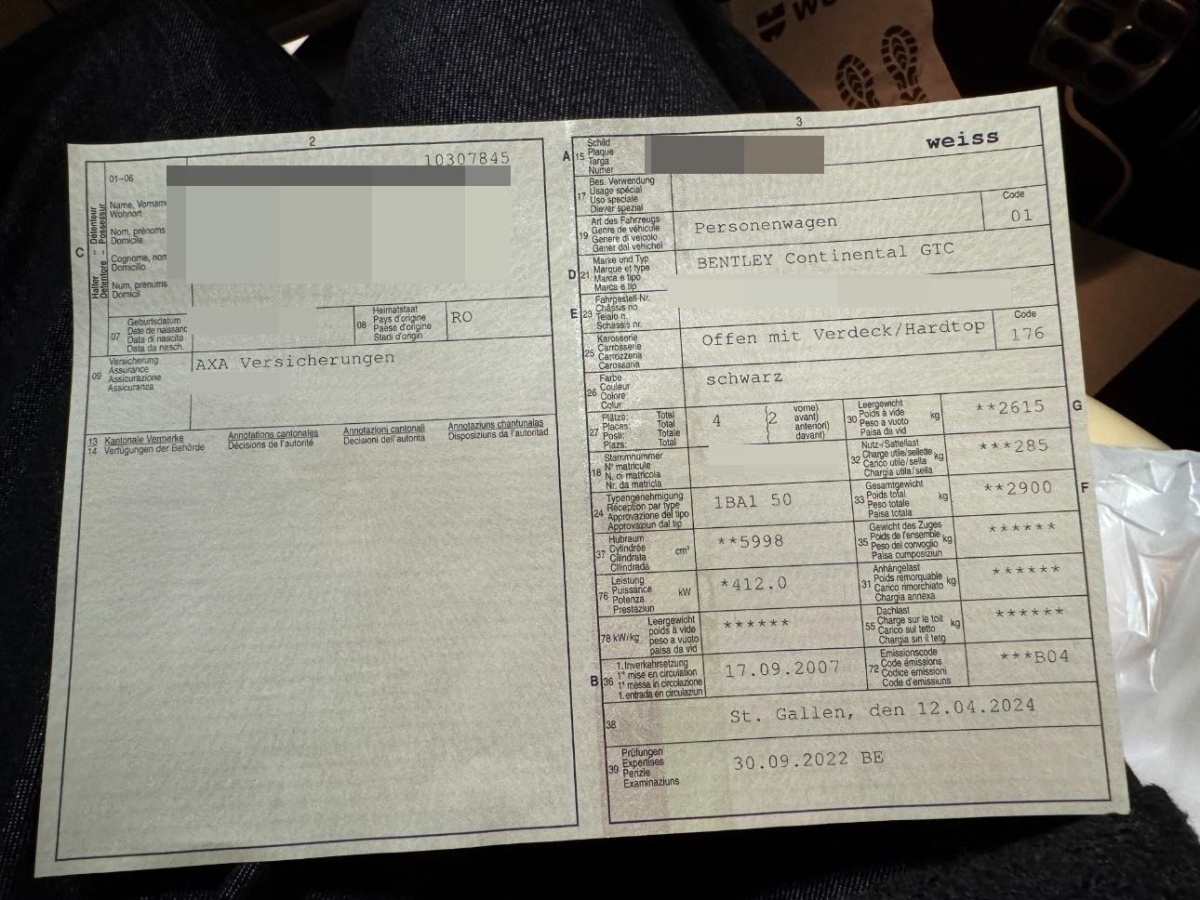 2
10307845
01-06
Name, Vornam
Wohnort
Nom, prénoms
Domicile
Cognome, nom
Domicilio
Num, prenums
Domicil
C
Halter – Détenteur
Detentore – Possessur
07
Geburtsdatum
Date de naissanc
Data di nascita
Data da nasch.
08
Heimatstaat
Pays d'origine
Paese d'origine
Stadi d'origin
RO
09
Versicherung
Assurance
Assicurazione
Assicuranza
AXA Versicherungen
13 Kantonale Vermerke
14 Verfügungen der Behörde
Annotations cantonales
Décisions de l'autorité
Annotazioni cantonali
Decisioni dell'autorità
Annotaziuns chantunalas
Disposiziuns da l'autoritad
3
A
15
Schild
Plaque
Targa
Numer
weiss
17
Bes. Verwendung
Usage spécial
Uso speciale
Diever spezial
19
Art des Fahrzeugs
Genre de véhicule
Genere di veicolo
Gener dal vehichel
Personenwagen
Code
01
D
21
Marke und Typ
Marque et type
Marca e tipo
Marca e tip
BENTLEY Continental GTC
E
23
Fahrgestell-Nr.
Châssis no
Telaio n.
Schassis nr.
25
Karosserie
Carrosserie
Carrozzeria
Carossaria
Offen mit Verdeck/Hardtop
Code
176
26
Farbe
Couleur
Colore
Colur
schwarz
27
Plätze: Total
Places: Total
Posti: Totale
Plazs: Total
4
2
vorne)
avant)
anteriori)
davant)
30
Leergewicht
Poids à vide
Peso a vuoto
Paisa da vid
kg
**2615
G
18
Stammnummer
N° matricule
N. di matricola
Nr. da matricla
32
Nutz-/Sattellast
Charge utile/sellette
Carico utile/sella
Chargia utila/sella
kg
***285
24
Typengenehmigung
Réception par type
Approvazione del tipo
Approvaziun dal tip
1BA1 50
33
Gesamtgewicht
Poids total
Peso totale
Paisa totala
kg
**2900
F
37
Hubraum
Cylindrée
Cilindrata
Cilindrada
cm³
**5998
35
Gewicht des Zuges
Poids de l'ensemble
Peso del convoglio
Paisa cumposiziun
kg
******
76
Leistung
Puissance
Potenza
Prestaziun
kW
*412.0
31
Anhängelast
Poids remorquable
Carico rimorchiato
Chargia annexa
kg
******
78 kW/kg
Leergewicht
poids à vide
peso a vuoto
paisa da vid
******
55
Dachlast
Charge sur le toit
Carico sul tetto
Chargia sin il tetg
kg
******
B
36
1. Inverkehrsetzung
1re mise en circulation
1a messa in circolazione
1. entrada en circulaziun
17.09.2007
72
Emissionscode
Code émissions
Codice emissioni
Code d'emissiuns
***B04
38
St. Gallen, den 12.04.2024
39
Prüfungen
Expertises
Perizie
Examinaziuns
30.09.2022 BE